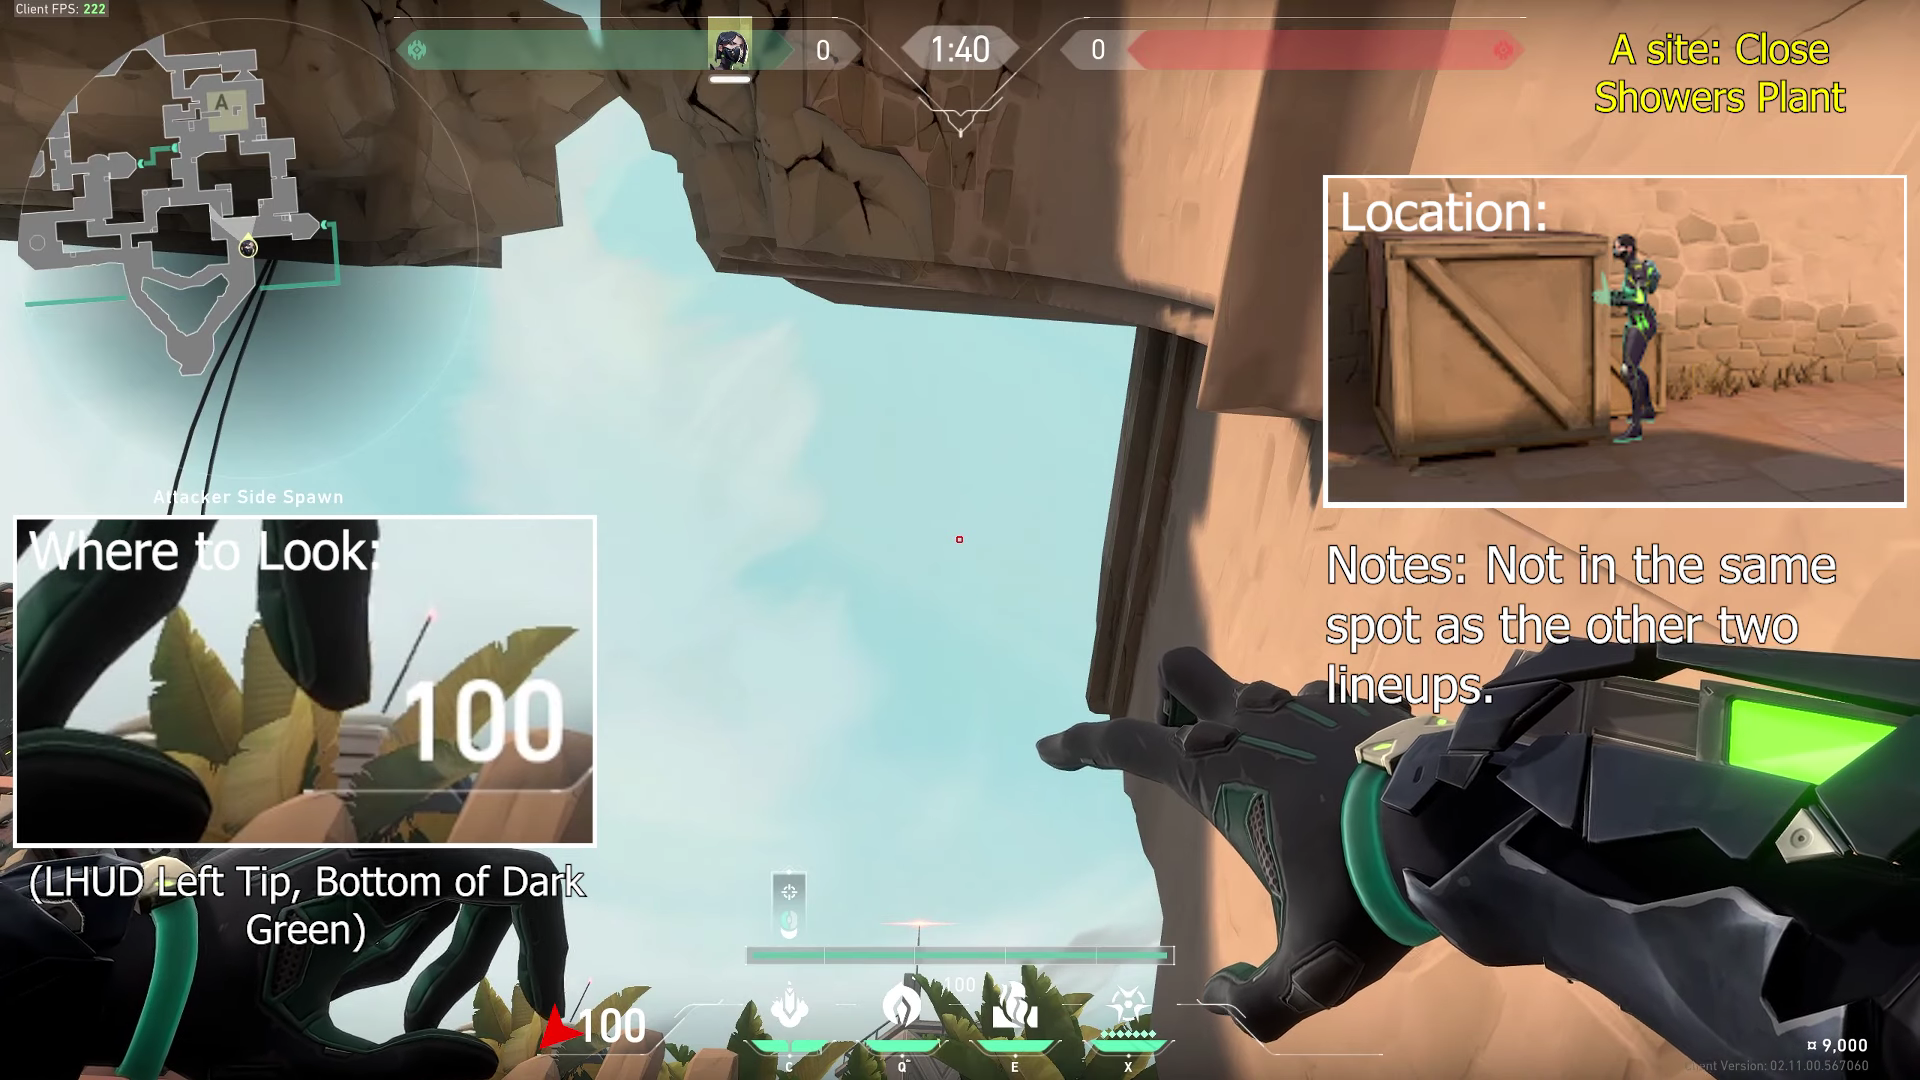 Client FPS: 222
0
1:40
0
A site: Close
Showers Plant
A
Location:
Attacker Side Spawn
Where to Look:
100
Notes: Not in the same
spot as the other two
lineups.
(LHUD Left Tip, Bottom of Dark
Green)
100
100
C
Q
E
X
¤ 9,000
Client Version: 02.11.00.567060